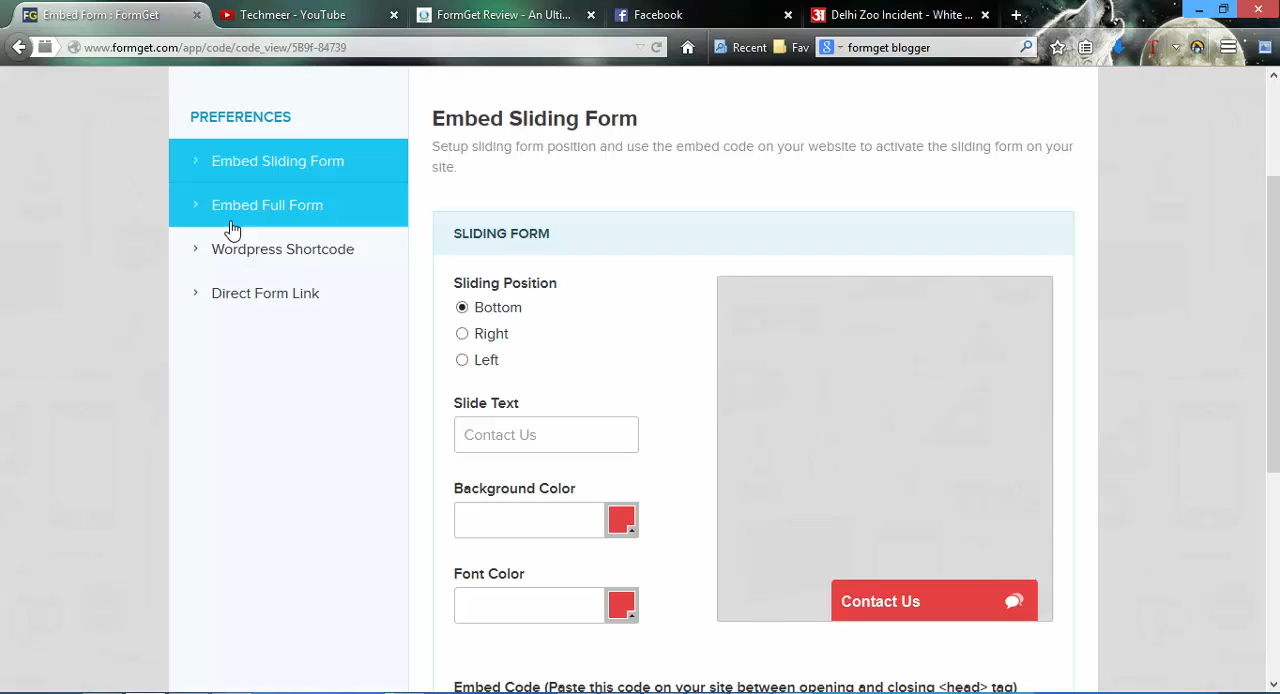 Embed Form : FormGet
Techmeer - YouTube
FormGet Review - An Ulti...
Facebook
Delhi Zoo Incident - White ...
www.formget.com/app/code/code_view/5B9f-84739
Recent
Fav
formget blogger
PREFERENCES
Embed Sliding Form
Embed Full Form
Wordpress Shortcode
Direct Form Link
Embed Sliding Form
Setup sliding form position and use the embed code on your website to activate the sliding form on your
site.
SLIDING FORM
Sliding Position
Bottom
Right
Left
Slide Text
Contact Us
Background Color
Font Color
Contact Us
Embed Code (Paste this code on your site between opening and closing <head> tag)